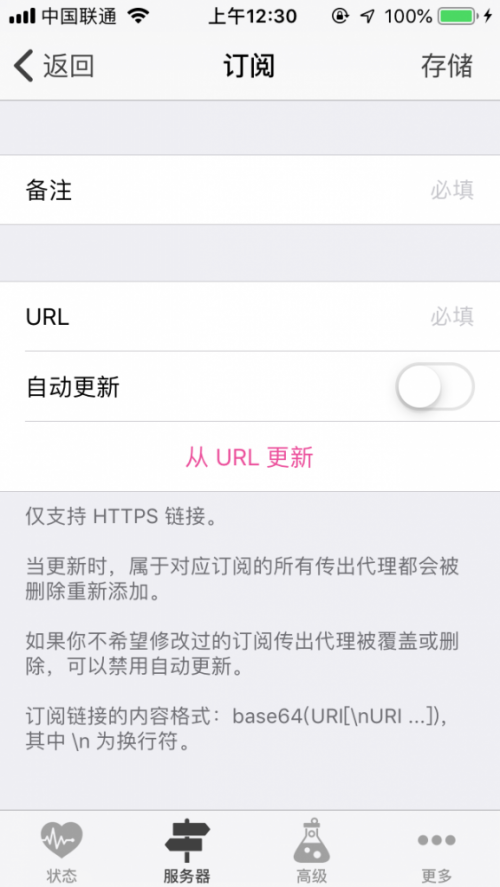 中国联通 上午12:30 100%
返回 订阅 存储
备注 必填
URL 必填
自动更新
从 URL 更新
仅支持 HTTPS 链接。
当更新时，属于对应订阅的所有传出代理都会被
删除重新添加。
如果你不希望修改过的订阅传出代理被覆盖或删
除，可以禁用自动更新。
订阅链接的内容格式：base64(URI[\nURI ...])，
其中 \n 为换行符。
状态 服务器 高级 更多